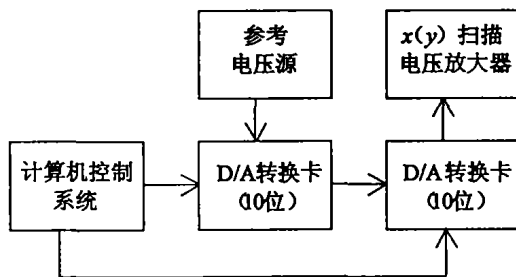 参考
电压源
x(y) 扫描
电压放大器
计算机控制
系统
D/A转换卡
(10位)
D/A转换卡
(10位)